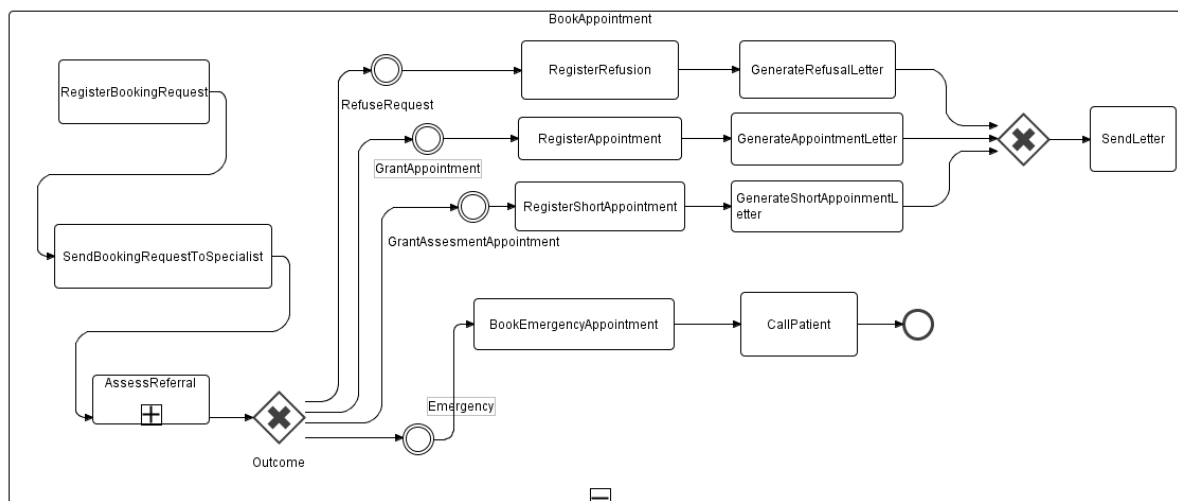 BookAppointment
RegisterBookingRequest
RefuseRequest
RegisterRefusion
GenerateRefusalLetter
GrantAppointment
RegisterAppointment
GenerateAppointmentLetter
SendLetter
GrantAssesmentAppointment
RegisterShortAppointment
GenerateShortAppoinmentL
etter
SendBookingRequestToSpecialist
BookEmergencyAppointment
CallPatient
AssessReferral
Emergency
Outcome